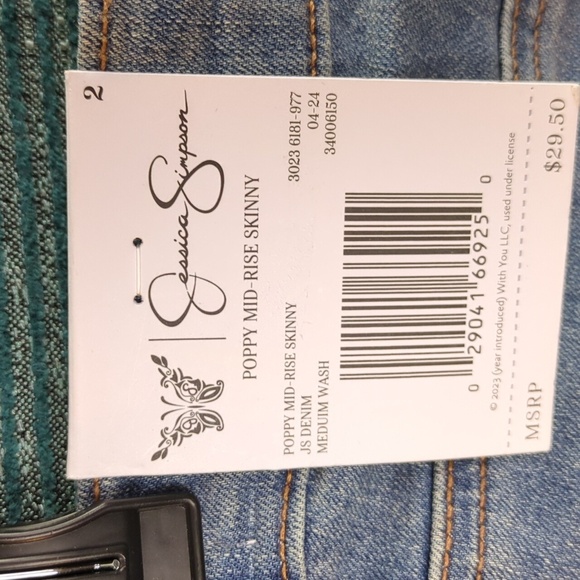 2
Jessica Simpson
POPPY MID-RISE SKINNY
POPPY MID-RISE SKINNY 3023 6181-977
JS DENIM 04-24
MEDUIM WASH 34006150
0 29041 66925 0
© 2023 (year introduced) With You LLC, used under license
MSRP $29.50